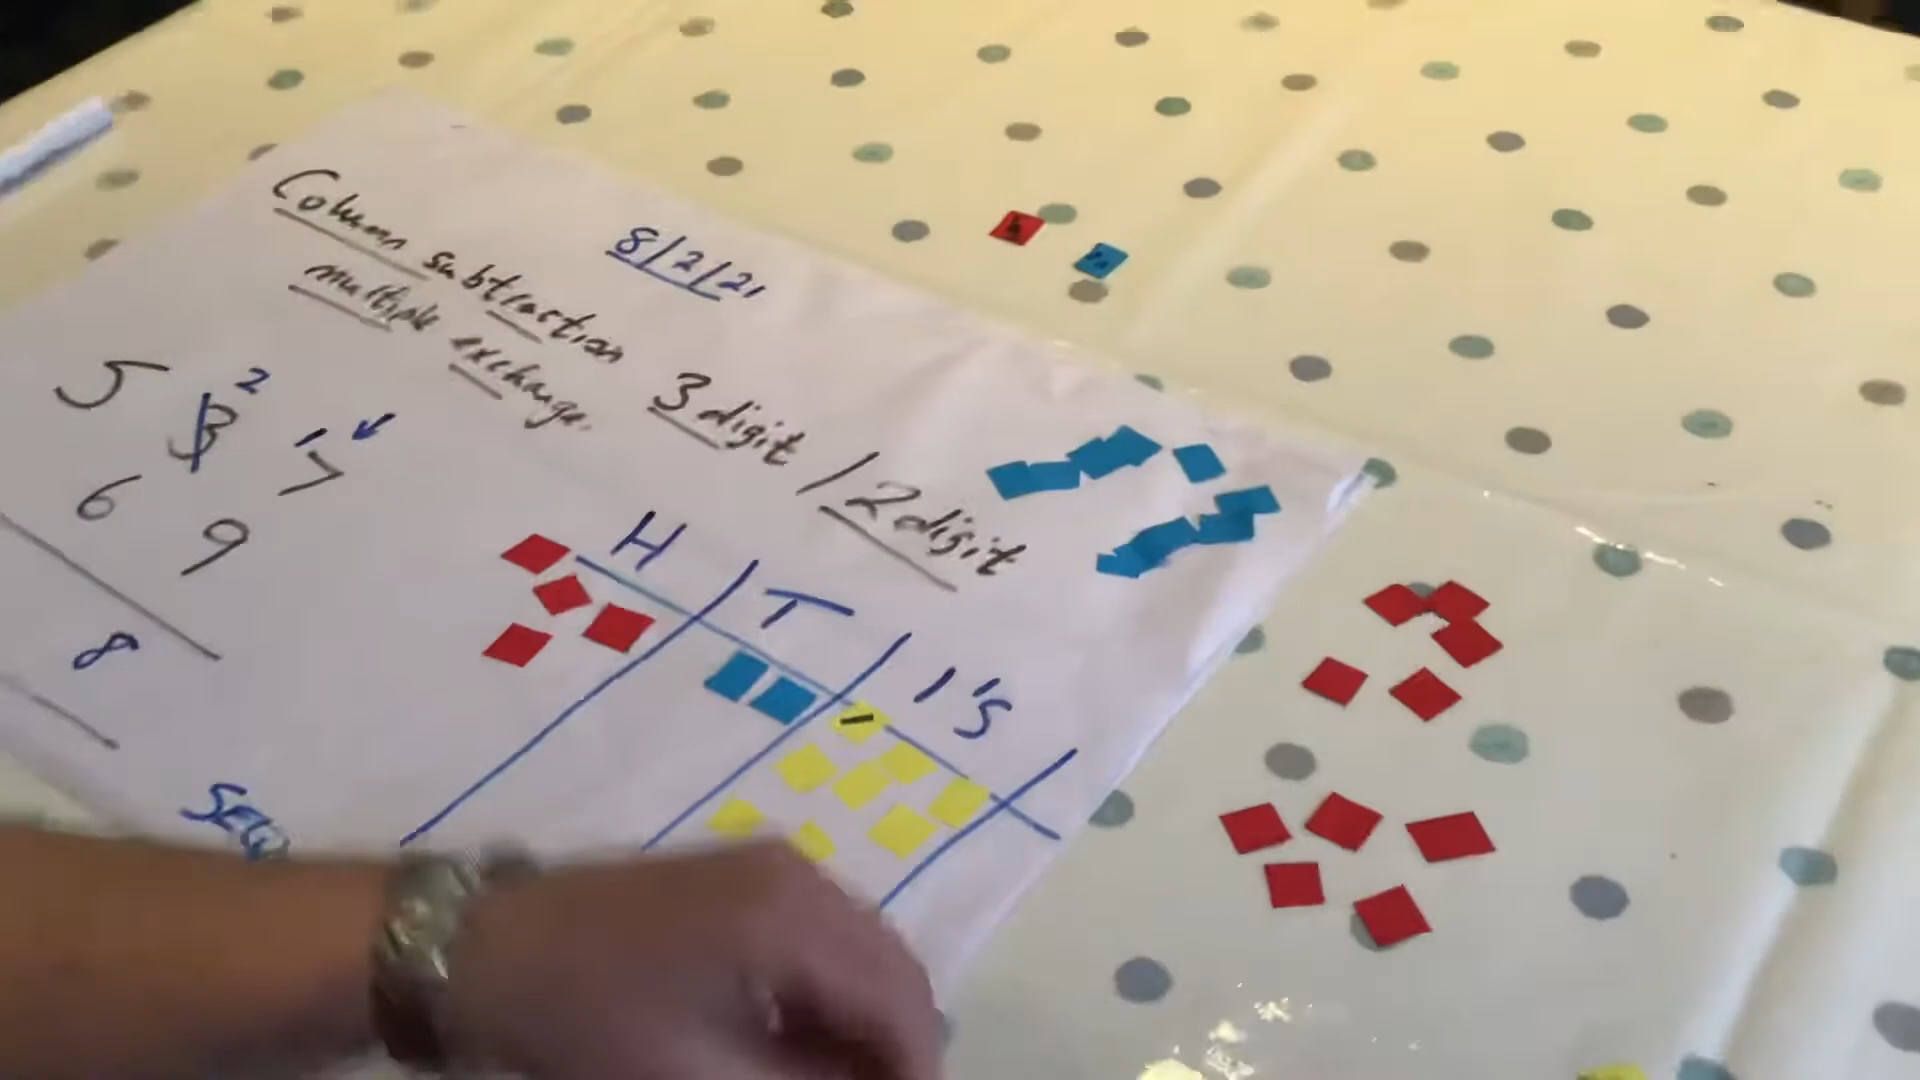 Column subtraction 3 digit / 2 digit
multiple exchange.
8/2/21
2
5 3 1 7
6 9
8
H T 1's